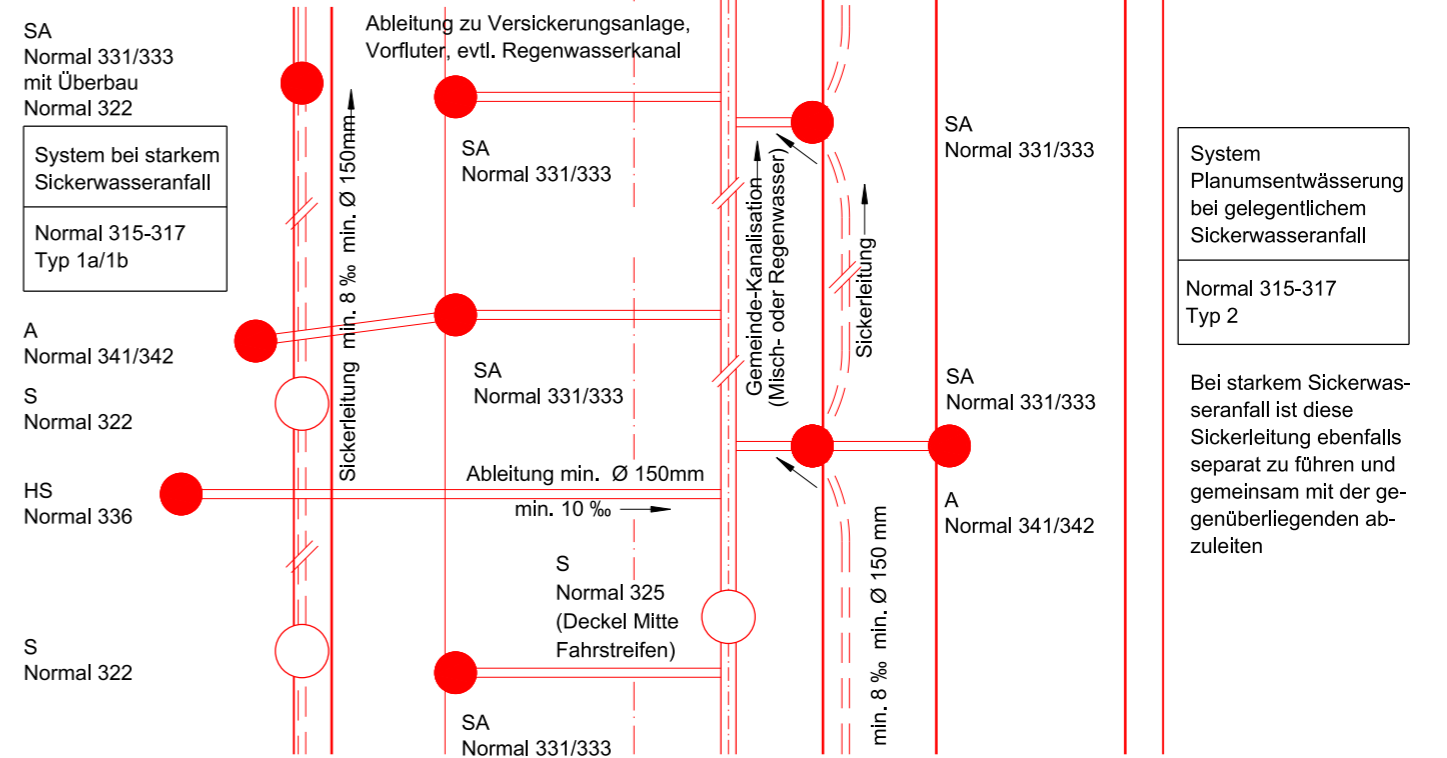 SA
Normal 331/333
mit Überbau
Normal 322
System bei starkem
Sickerwasseranfall
Normal 315-317
Typ 1a/1b
A
Normal 341/342
S
Normal 322
HS
Normal 336
S
Normal 322
Ableitung zu Versickerungsanlage,
Vorfluter, evtl. Regenwasserkanal
Sickerleitung min. 8 ‰ min. Ø 150mm
SA
Normal 331/333
SA
Normal 331/333
Ableitung min. Ø 150mm
min. 10 ‰
S
Normal 325
(Deckel Mitte
Fahrstreifen)
SA
Normal 331/333
Gemeinde-Kanalisation
(Misch- oder Regenwasser)
Sickerleitung
min. 8 ‰ min. Ø 150 mm
SA
Normal 331/333
SA
Normal 331/333
A
Normal 341/342
System
Planumsentwässerung
bei gelegentlichem
Sickerwasseranfall
Normal 315-317
Typ 2
Bei starkem Sickerwas-
seranfall ist diese
Sickerleitung ebenfalls
separat zu führen und
gemeinsam mit der ge-
genüberliegenden ab-
zuleiten